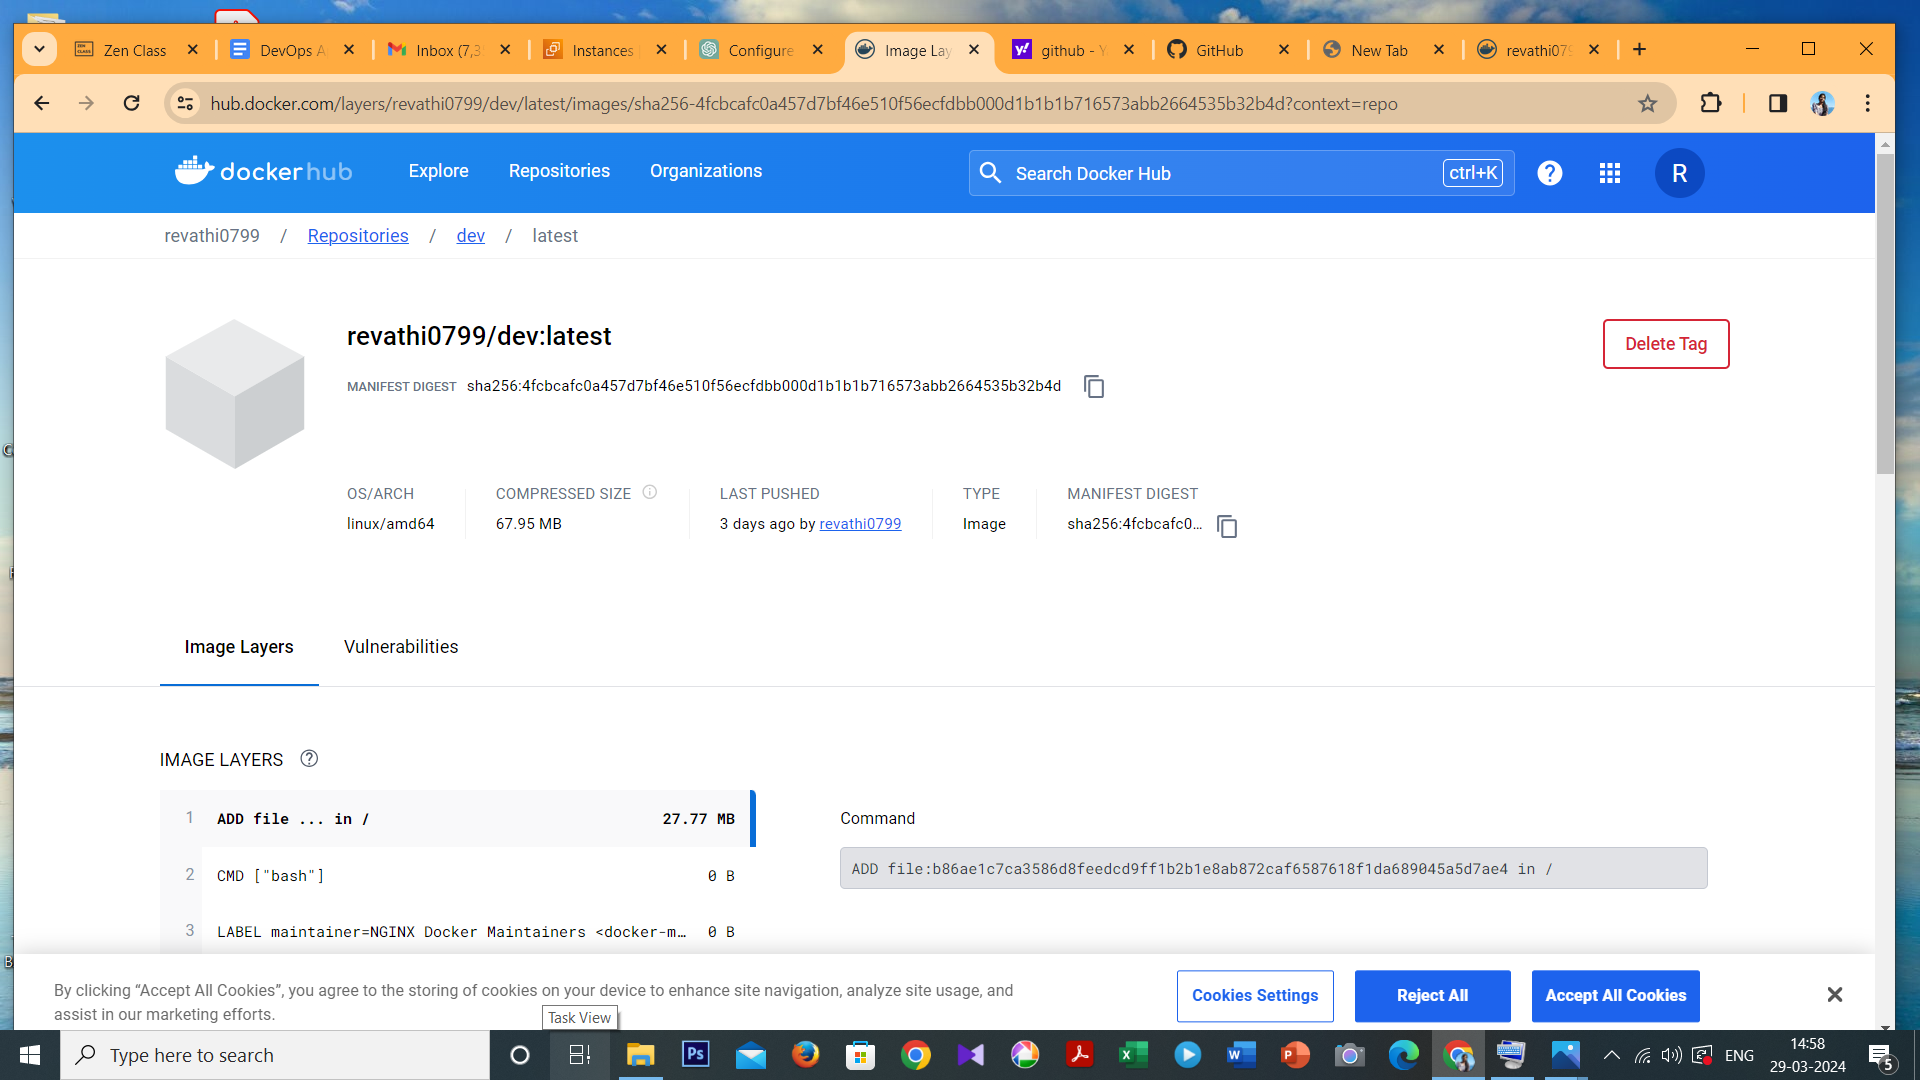 Zen Class
DevOps A
Inbox (7,3
Instances
Configure
Image Lay
github - Y
GitHub
New Tab
revathi079
hub.docker.com/layers/revathi0799/dev/latest/images/sha256-4fcbcafc0a457d7bf46e510f56ecfdbb000d1b1b1b716573abb2664535b32b4d?context=repo
dockerhub
Explore
Repositories
Organizations
Search Docker Hub
ctrl+K
R
revathi0799 / Repositories / dev / latest
revathi0799/dev:latest
Delete Tag
MANIFEST DIGEST sha256:4fcbcafc0a457d7bf46e510f56ecfdbb000d1b1b1b716573abb2664535b32b4d
OS/ARCH
linux/amd64
COMPRESSED SIZE
67.95 MB
LAST PUSHED
3 days ago by revathi0799
TYPE
Image
MANIFEST DIGEST
sha256:4fcbcafc0...
Image Layers
Vulnerabilities
IMAGE LAYERS
1 ADD file ... in / 27.77 MB
2 CMD ["bash"] 0 B
3 LABEL maintainer=NGINX Docker Maintainers <docker-m… 0 B
Command
ADD file:b86ae1c7ca3586d8feedcd9ff1b2b1e8ab872caf6587618f1da689045a5d7ae4 in /
By clicking “Accept All Cookies”, you agree to the storing of cookies on your device to enhance site navigation, analyze site usage, and
assist in our marketing efforts.
Cookies Settings
Reject All
Accept All Cookies
Task View
Type here to search
Ps
ENG
14:58
29-03-2024
5